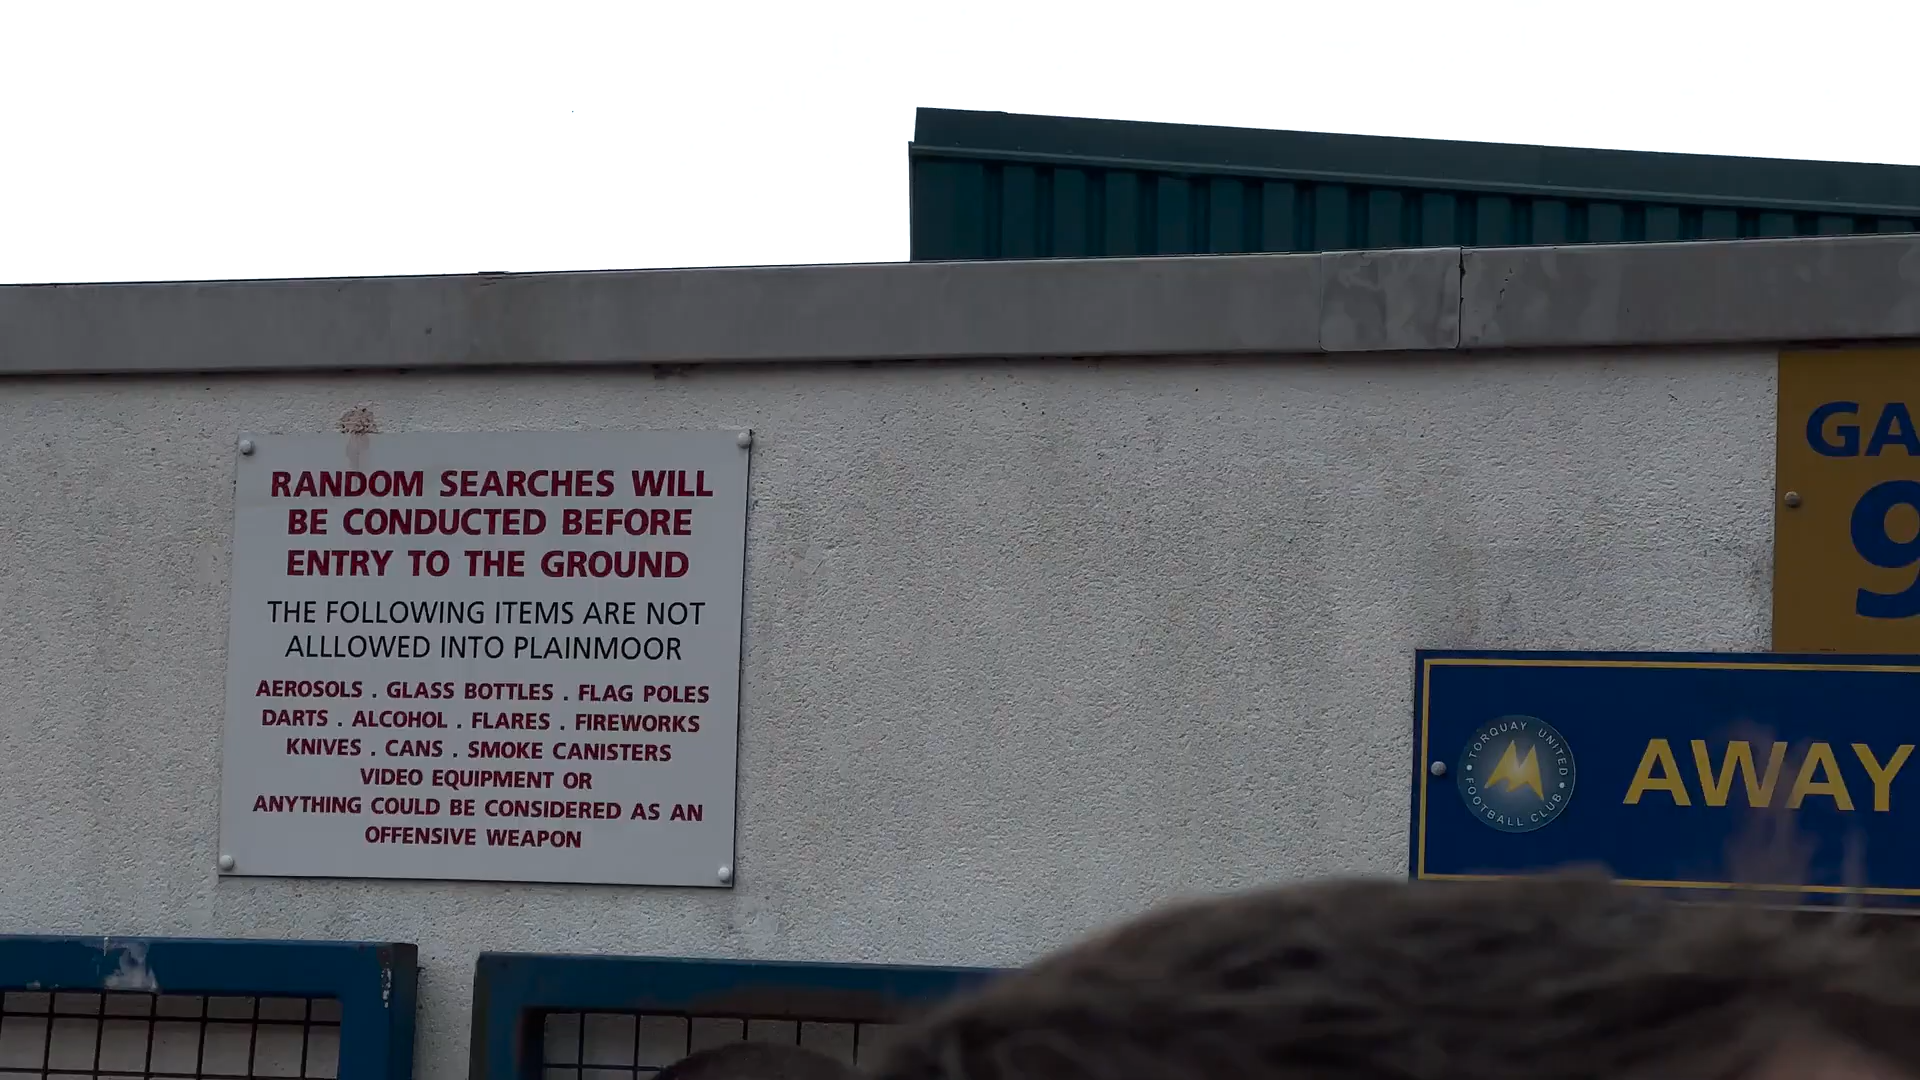 RANDOM SEARCHES WILL
BE CONDUCTED BEFORE
ENTRY TO THE GROUND
THE FOLLOWING ITEMS ARE NOT
ALLLOWED INTO PLAINMOOR
AEROSOLS . GLASS BOTTLES . FLAG POLES
DARTS . ALCOHOL . FLARES . FIREWORKS
KNIVES . CANS . SMOKE CANISTERS
VIDEO EQUIPMENT OR
ANYTHING COULD BE CONSIDERED AS AN
OFFENSIVE WEAPON
GA
9
TORQUAY UNITED
FOOTBALL CLUB
AWAY